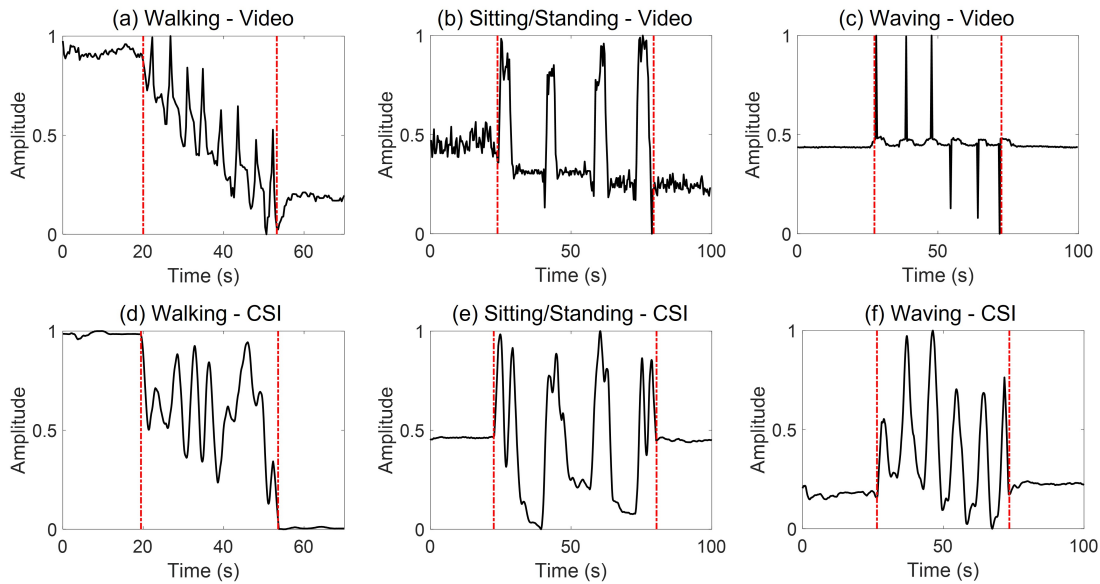 (a) Walking - Video
Amplitude
1
0.5
0
0 20 40 60
Time (s)
(b) Sitting/Standing - Video
Amplitude
1
0.5
0
0 50 100
Time (s)
(c) Waving - Video
Amplitude
1
0.5
0
0 50 100
Time (s)
(d) Walking - CSI
Amplitude
1
0.5
0
0 20 40 60
Time (s)
(e) Sitting/Standing - CSI
Amplitude
1
0.5
0
0 50 100
Time (s)
(f) Waving - CSI
Amplitude
1
0.5
0
0 50 100
Time (s)